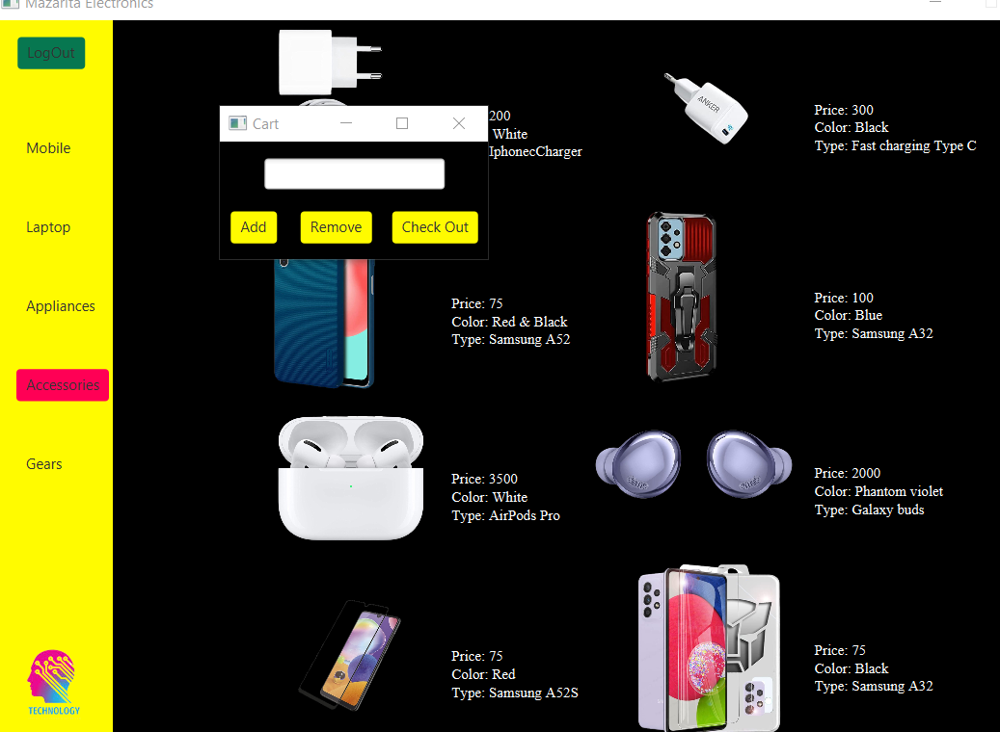 Mazarita Electronics
LogOut
Mobile
Laptop
Appliances
Accessories
Gears
TECHNOLOGY
Cart
Add
Remove
Check Out
200
White
IphonecCharger
ANKER
Price: 300
Color: Black
Type: Fast charging Type C
Price: 75
Color: Red & Black
Type: Samsung A52
Price: 100
Color: Blue
Type: Samsung A32
Price: 3500
Color: White
Type: AirPods Pro
Price: 2000
Color: Phantom violet
Type: Galaxy buds
Price: 75
Color: Red
Type: Samsung A52S
Price: 75
Color: Black
Type: Samsung A32